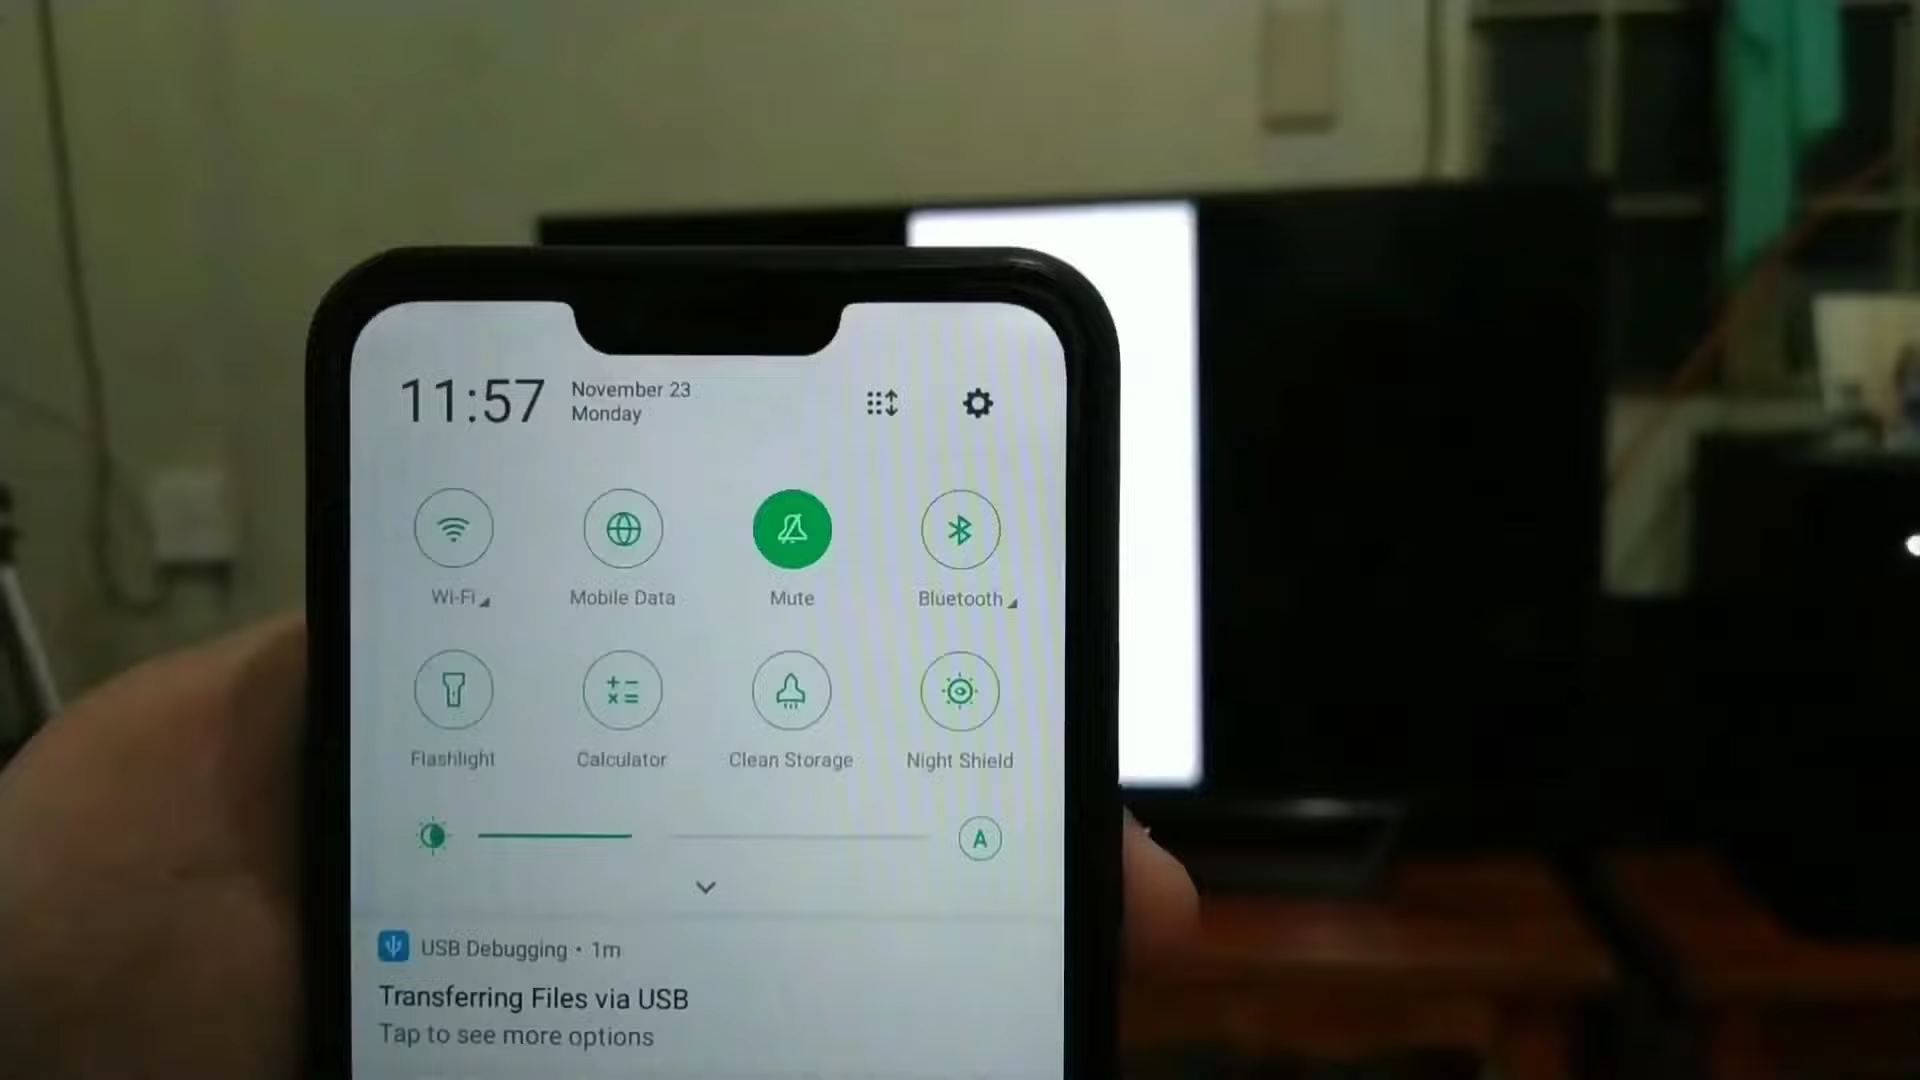 11:57
November 23
Monday
Wi-Fi
Mobile Data
Mute
Bluetooth
Flashlight
Calculator
Clean Storage
Night Shield
A
USB Debugging • 1m
Transferring Files via USB
Tap to see more options